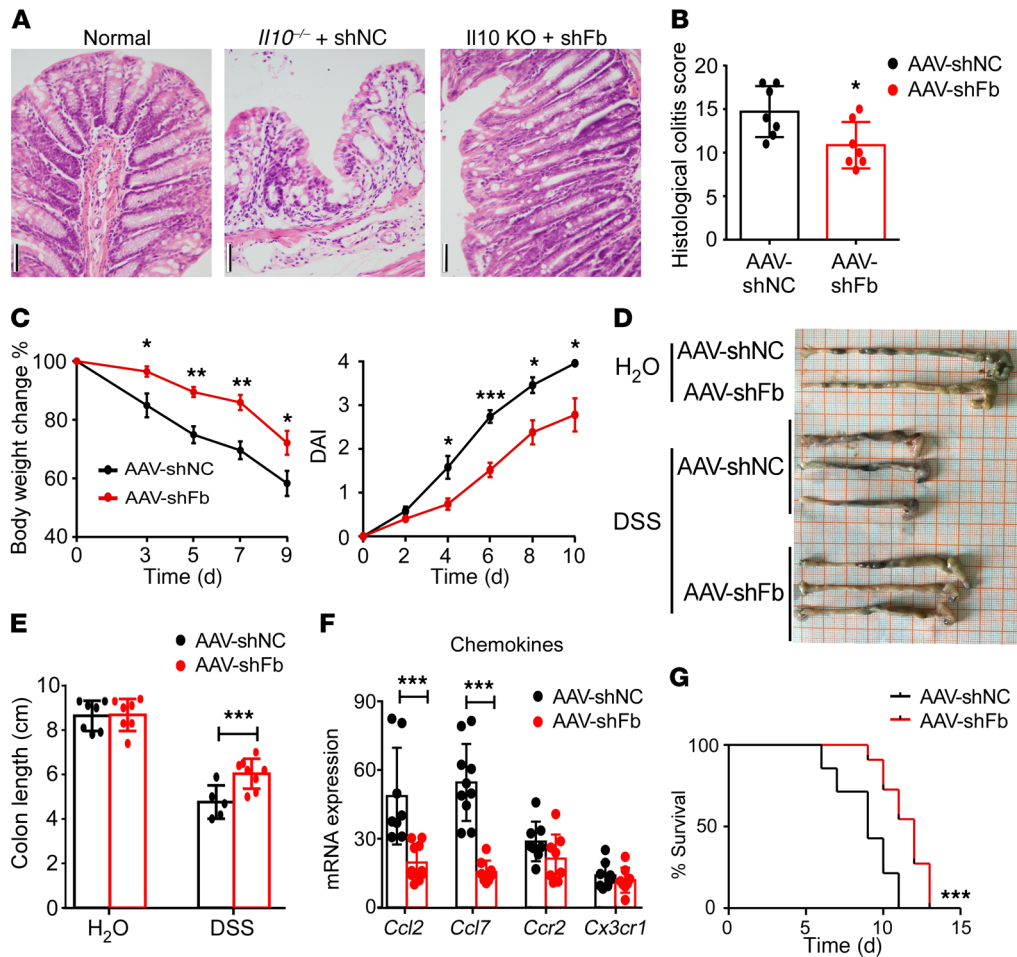 A
Normal
Il10–/– + shNC
Il10 KO + shFb
B
AAV-shNC
AAV-shFb
*
Histological colitis score
20
15
10
5
0
AAV-
shNC
AAV-
shFb
C
Body weight change %
100
80
60
40
* ** ** *
AAV-shNC
AAV-shFb
0 3 5 7 9
Time (d)
DAI
4
3
2
1
0
* *** * *
0 2 4 6 8 10
Time (d)
D
H2O
AAV-shNC
AAV-shFb
DSS
AAV-shNC
AAV-shFb
E
AAV-shNC
AAV-shFb
Colon length (cm)
10
8
6
4
2
0
***
H2O DSS
F
Chemokines
AAV-shNC
AAV-shFb
mRNA expression
90
60
30
0
*** ***
Ccl2 Ccl7 Ccr2 Cx3cr1
G
AAV-shNC
AAV-shFb
% Survival
100
50
0
***
0 5 10 15
Time (d)